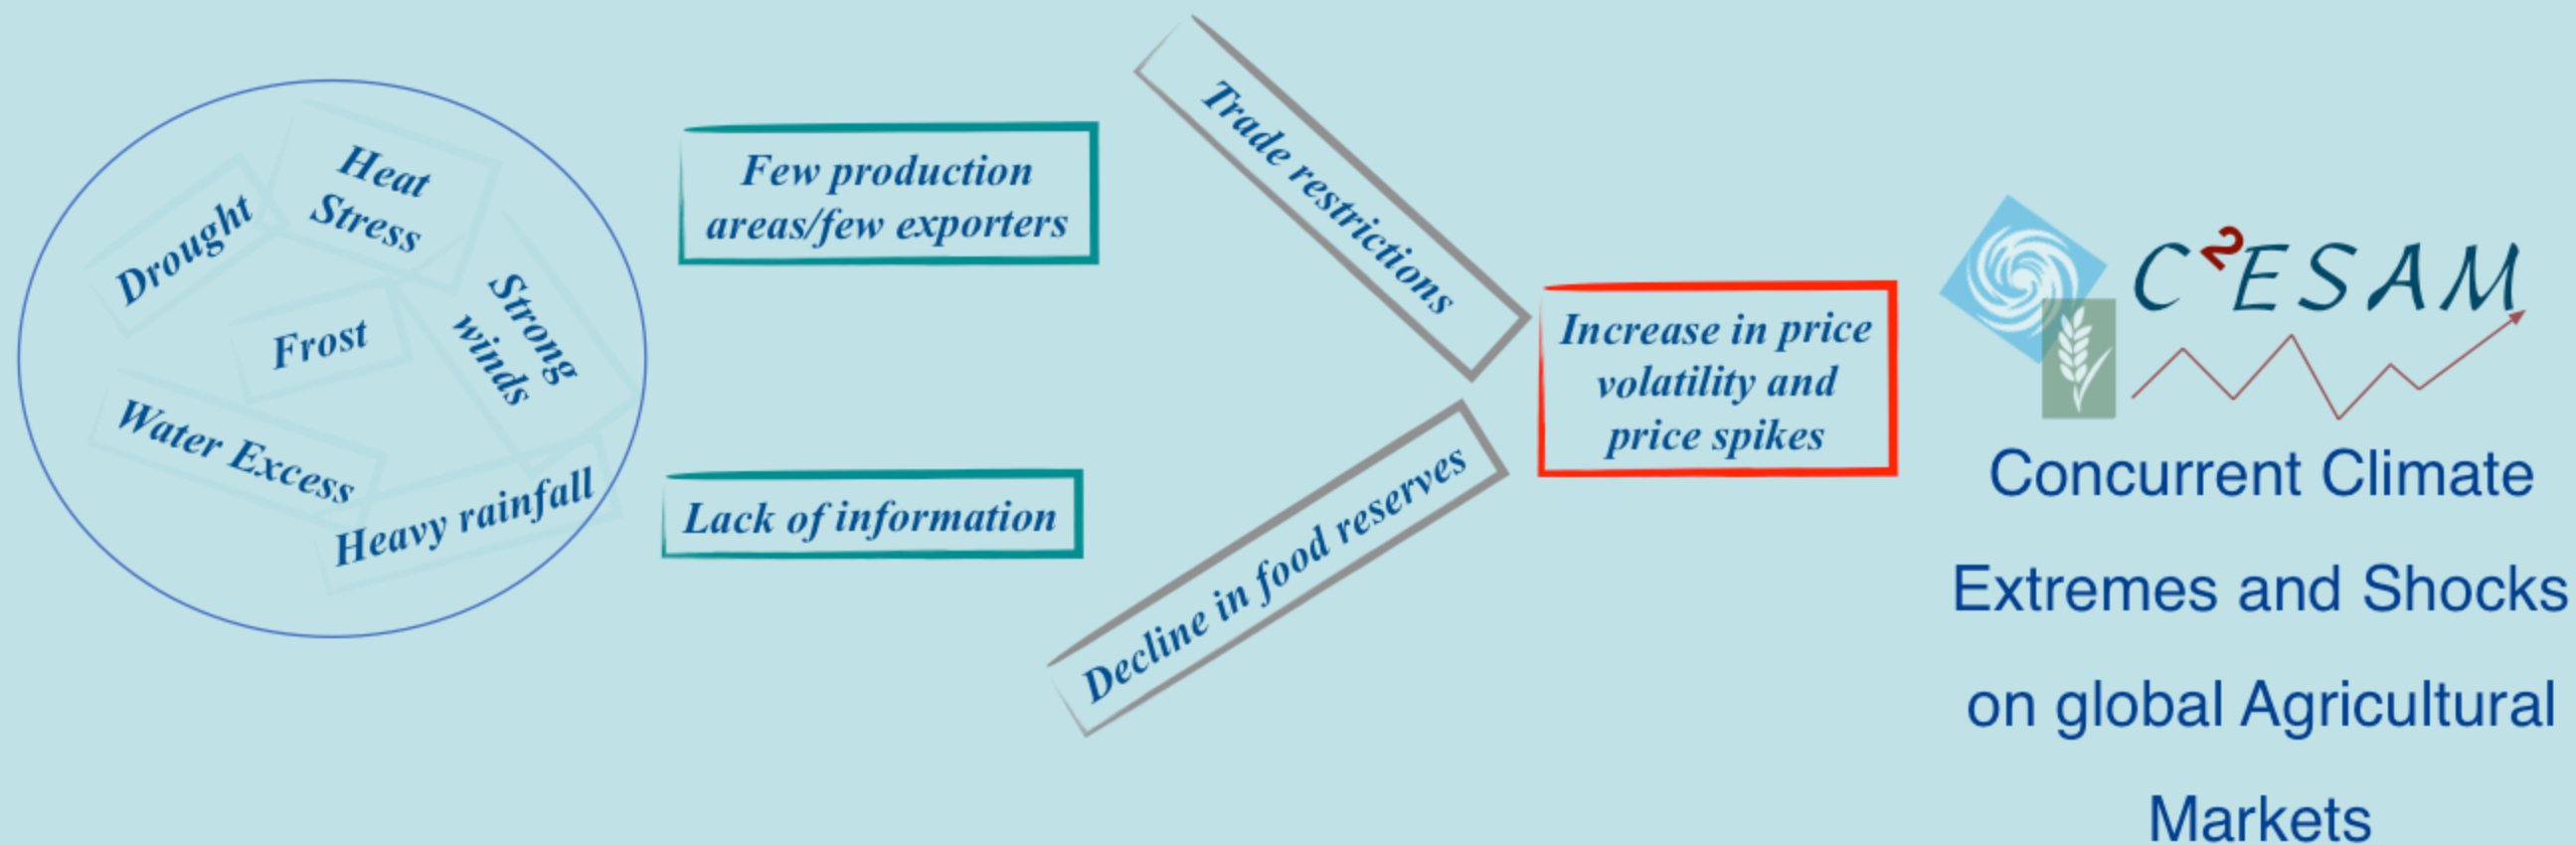 Heat
Stress
Drought
Strong
winds
Frost
Water Excess
Heavy rainfall
Few production
areas/few exporters
Lack of information
Trade restrictions
Decline in food reserves
Increase in price
volatility and
price spikes
C²ESAM
Concurrent Climate
Extremes and Shocks
on global Agricultural
Markets